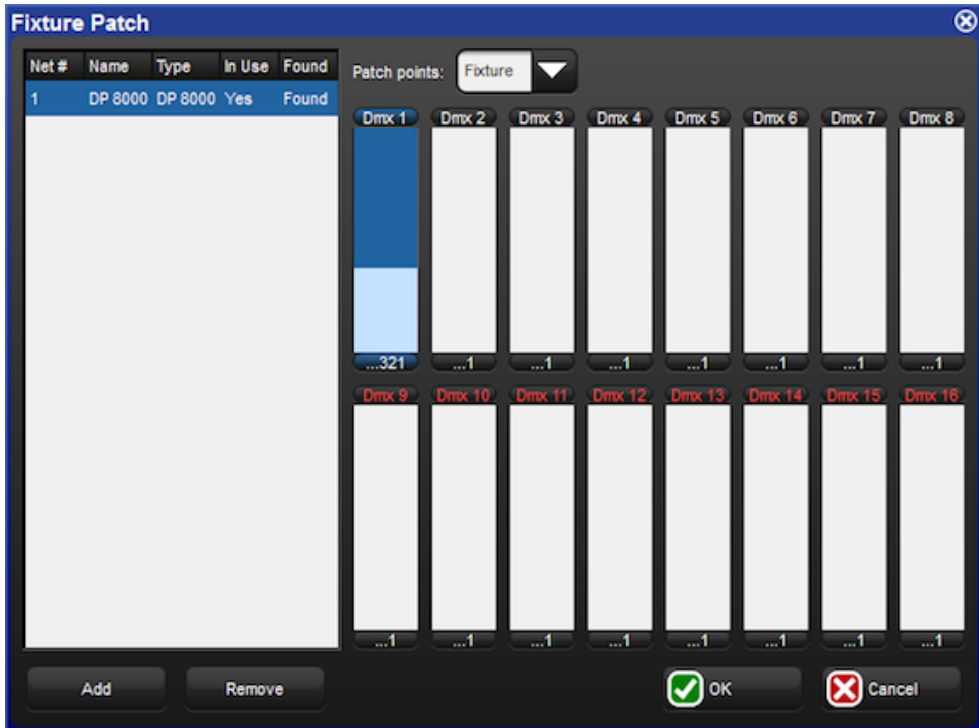 Fixture Patch
Net # Name Type In Use Found
1 DP 8000 DP 8000 Yes Found
Patch points: Fixture
Dmx 1 Dmx 2 Dmx 3 Dmx 4 Dmx 5 Dmx 6 Dmx 7 Dmx 8
...321 ...1 ...1 ...1 ...1 ...1 ...1 ...1
Dmx 9 Dmx 10 Dmx 11 Dmx 12 Dmx 13 Dmx 14 Dmx 15 Dmx 16
...1 ...1 ...1 ...1 ...1 ...1 ...1 ...1
Add Remove OK Cancel